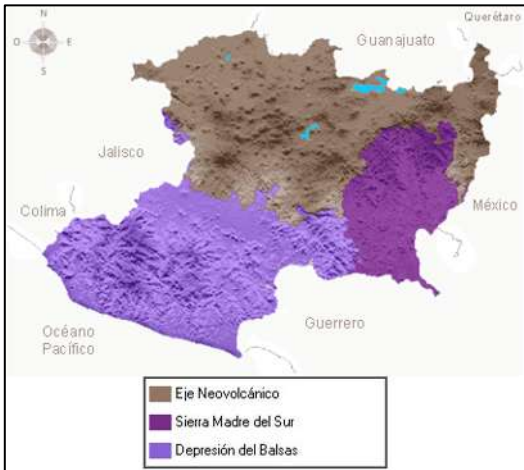 N
O
E
S
Querétaro
Guanajuato
Jalisco
México
Colima
Guerrero
Océano
Pacífico
Eje Neovolcánico
Sierra Madre del Sur
Depresión del Balsas